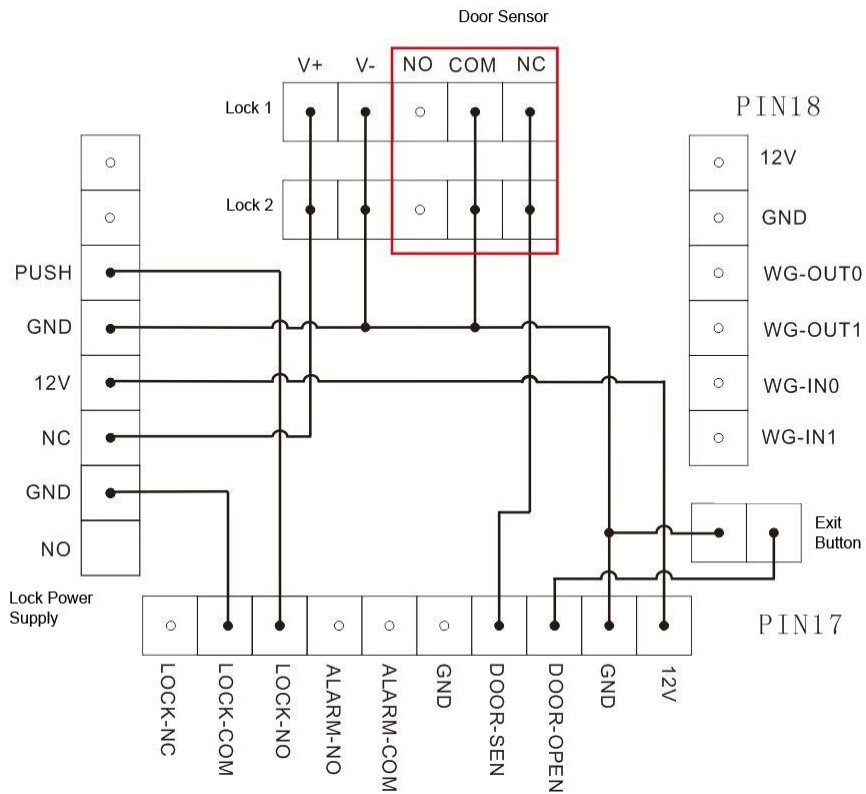 Door Sensor
V+ V- NO COM NC
Lock 1
PIN18
12V
Lock 2
GND
PUSH
WG-OUT0
GND
WG-OUT1
12V
WG-IN0
NC
WG-IN1
GND
Exit
Button
NO
Lock Power
Supply
PIN17
LOCK-NC
LOCK-COM
LOCK-NO
ALARM-NO
ALARM-COM
GND
DOOR-SEN
DOOR-OPEN
GND
12V